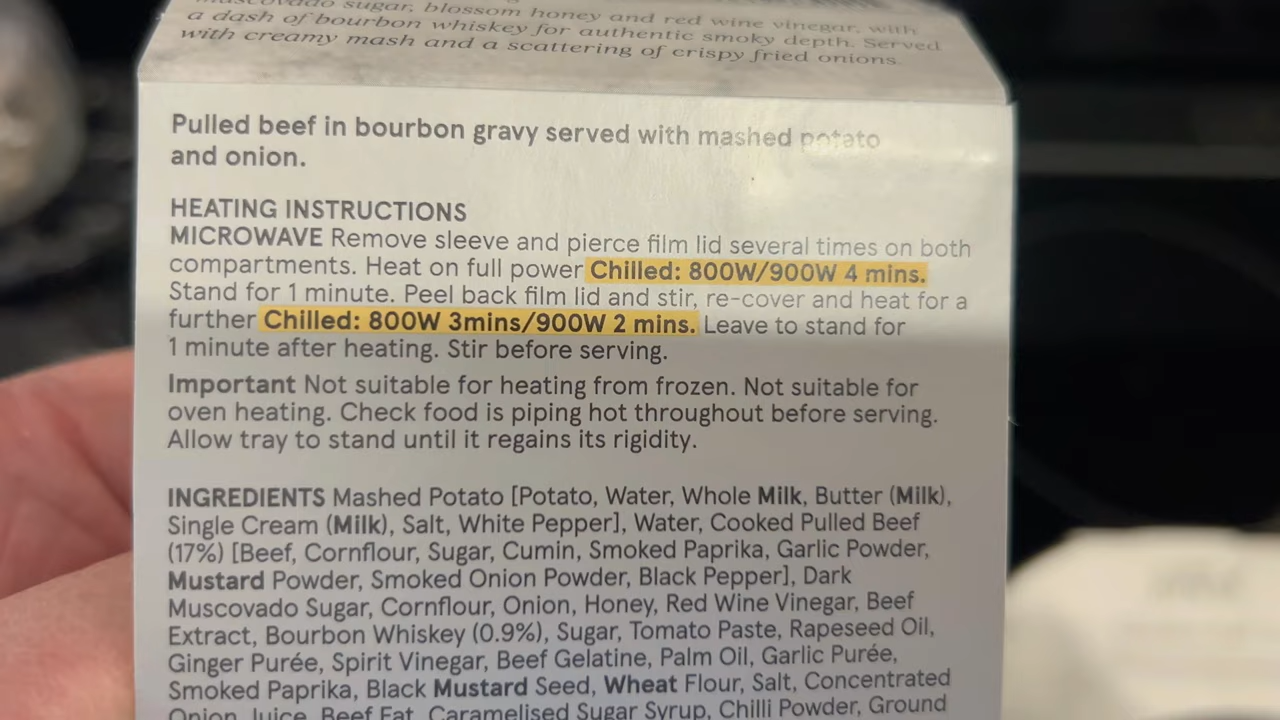 Muscovado sugar, blossom honey and red wine vinegar, with
a dash of bourbon whiskey for authentic smoky depth. Served
with creamy mash and a scattering of crispy fried onions.
Pulled beef in bourbon gravy served with mashed potato
and onion.
HEATING INSTRUCTIONS
MICROWAVE Remove sleeve and pierce film lid several times on both
compartments. Heat on full power Chilled: 800W/900W 4 mins.
Stand for 1 minute. Peel back film lid and stir, re-cover and heat for a
further Chilled: 800W 3mins/900W 2 mins. Leave to stand for
1 minute after heating. Stir before serving.
Important Not suitable for heating from frozen. Not suitable for
oven heating. Check food is piping hot throughout before serving.
Allow tray to stand until it regains its rigidity.
INGREDIENTS Mashed Potato [Potato, Water, Whole Milk, Butter (Milk),
Single Cream (Milk), Salt, White Pepper], Water, Cooked Pulled Beef
(17%) [Beef, Cornflour, Sugar, Cumin, Smoked Paprika, Garlic Powder,
Mustard Powder, Smoked Onion Powder, Black Pepper], Dark
Muscovado Sugar, Cornflour, Onion, Honey, Red Wine Vinegar, Beef
Extract, Bourbon Whiskey (0.9%), Sugar, Tomato Paste, Rapeseed Oil,
Ginger Purée, Spirit Vinegar, Beef Gelatine, Palm Oil, Garlic Purée,
Smoked Paprika, Black Mustard Seed, Wheat Flour, Salt, Concentrated
Onion Juice, Beef Fat, Caramelised Sugar Syrup, Chilli Powder, Ground